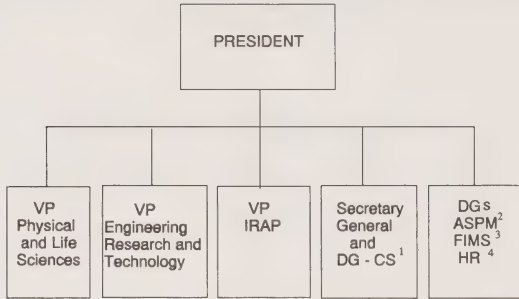 PRESIDENT
VP
Physical
and Life
Sciences
VP
Engineering
Research and
Technology
VP
IRAP
Secretary
General
and
DG - CS 1
DGs
ASPM 2
FIMS 3
HR 4